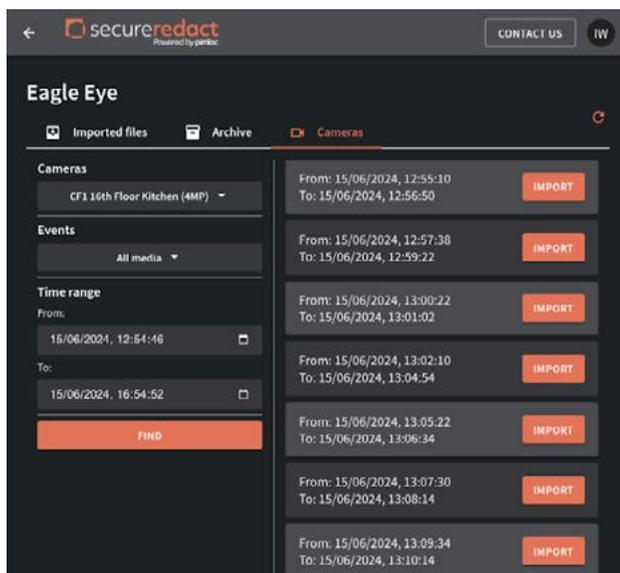 secureredact
Powered by pimloc
CONTACT US
IW
Eagle Eye
Imported files
Archive
Cameras
Cameras
CF1 16th Floor Kitchen (4MP)
Events
All media
Time range
From:
15/06/2024, 12:54:46
To:
15/06/2024, 16:54:52
FIND
From: 15/06/2024, 12:55:10
To: 15/06/2024, 12:56:50
IMPORT
From: 15/06/2024, 12:57:38
To: 15/06/2024, 12:59:22
IMPORT
From: 15/06/2024, 13:00:22
To: 15/06/2024, 13:01:02
IMPORT
From: 15/06/2024, 13:02:10
To: 15/06/2024, 13:04:54
IMPORT
From: 15/06/2024, 13:05:22
To: 15/06/2024, 13:06:34
IMPORT
From: 15/06/2024, 13:07:30
To: 15/06/2024, 13:08:14
IMPORT
From: 15/06/2024, 13:09:34
To: 15/06/2024, 13:10:14
IMPORT